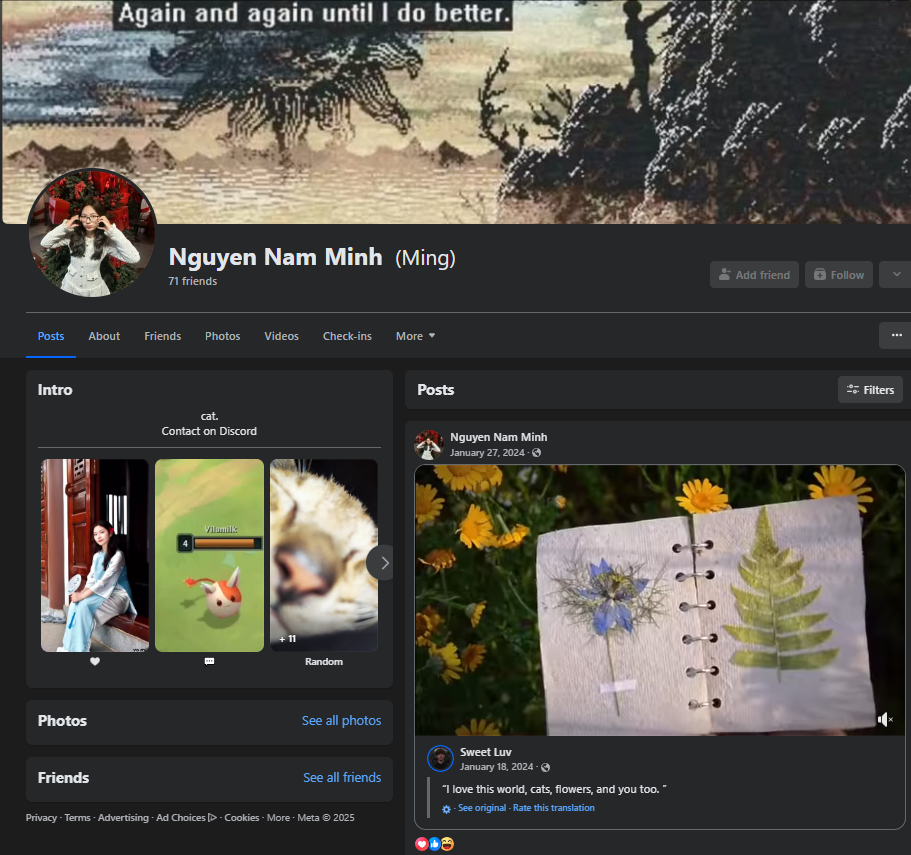 Again and again until I do better.
Nguyen Nam Minh (Ming)
71 friends
Add friend
Follow
Posts
About
Friends
Photos
Videos
Check-ins
More
Intro
cat.
Contact on Discord
4
Vilumilk
+ 11
Random
Photos
See all photos
Friends
See all friends
Privacy · Terms · Advertising · Ad Choices · Cookies · More · Meta © 2025
Posts
Filters
Nguyen Nam Minh
January 27, 2024 ·
Sweet Luv
January 18, 2024 ·
“I love this world, cats, flowers, and you too. ”
· See original · Rate this translation